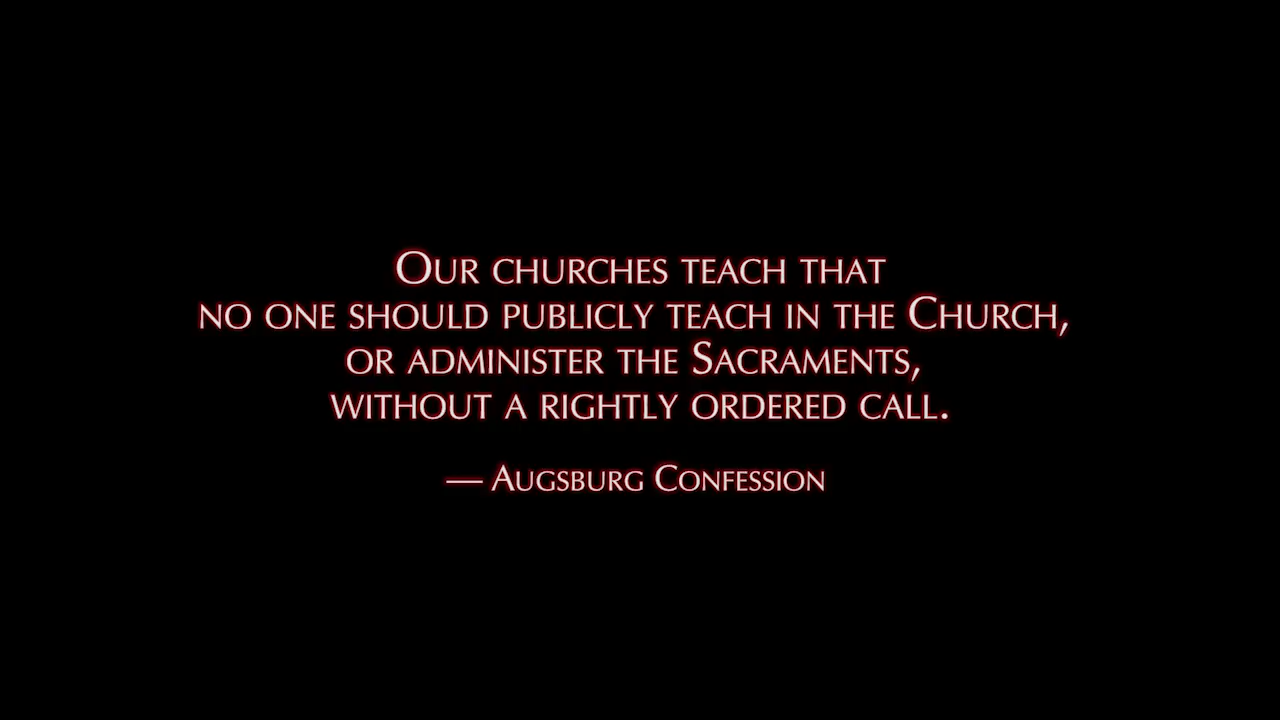 Our churches teach that
no one should publicly teach in the Church,
or administer the Sacraments,
without a rightly ordered call.
— Augsburg Confession